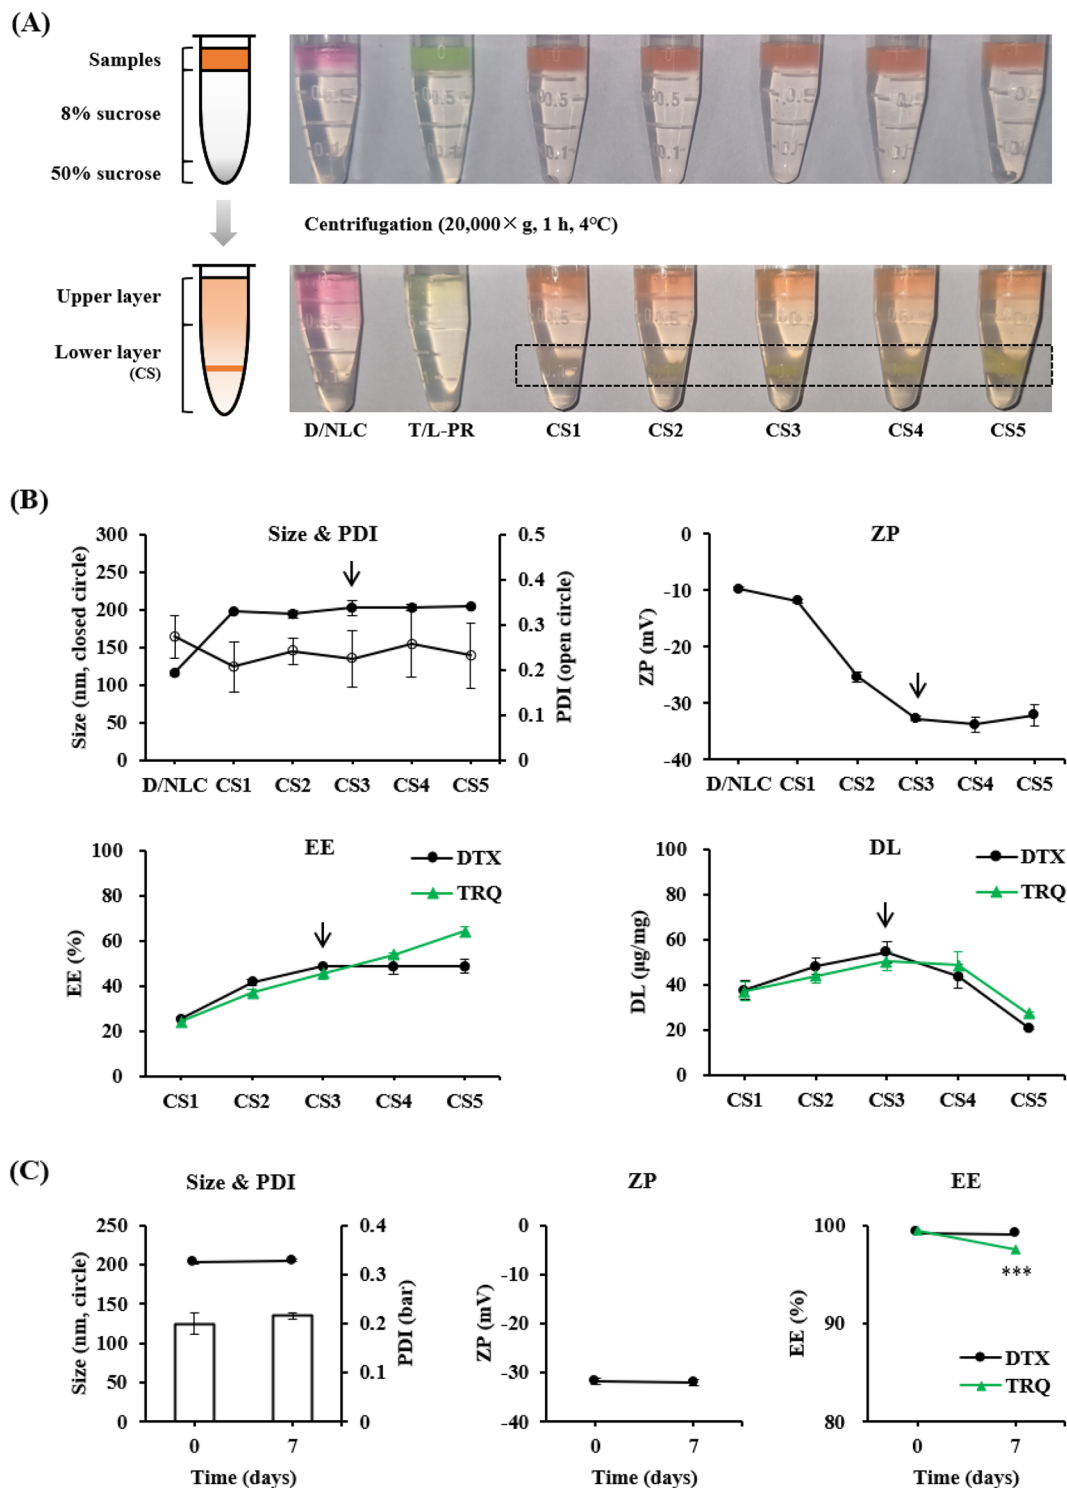 (A)
Samples
8% sucrose
50% sucrose
Centrifugation (20,000× g, 1 h, 4℃)
Upper layer
Lower layer
(CS)
D/NLC T/L-PR CS1 CS2 CS3 CS4 CS5
(B)
Size & PDI
Size (nm, closed circle)
300
250
200
150
100
50
0
PDI (open circle)
0.5
0.4
0.3
0.2
0.1
0
D/NLC CS1 CS2 CS3 CS4 CS5
ZP
ZP (mV)
0
-10
-20
-30
-40
D/NLC CS1 CS2 CS3 CS4 CS5
EE
DTX
TRQ
EE (%)
100
80
60
40
20
0
CS1 CS2 CS3 CS4 CS5
DL
DTX
TRQ
DL (μg/mg)
100
80
60
40
20
0
CS1 CS2 CS3 CS4 CS5
(C)
Size & PDI
Size (nm, circle)
250
200
150
100
50
0
PDI (bar)
0.4
0.3
0.2
0.1
0
0 7
Time (days)
ZP
ZP (mV)
0
-10
-20
-30
-40
0 7
Time (days)
EE
EE (%)
100
90
80
***
DTX
TRQ
0 7
Time (days)